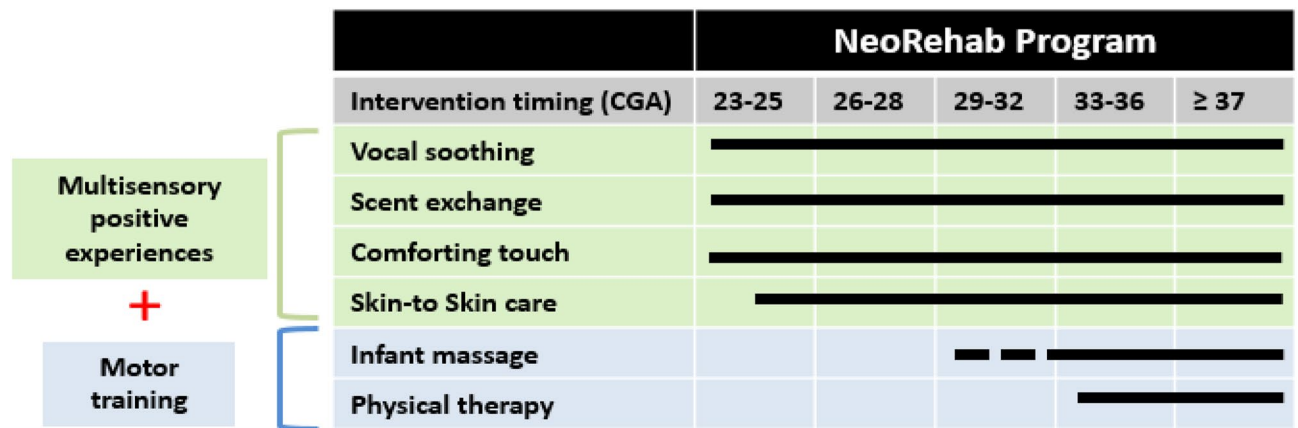 NeoRehab Program
Intervention timing (CGA) 23-25 26-28 29-32 33-36 ≥ 37
Multisensory
positive
experiences
Vocal soothing
Scent exchange
Comforting touch
Skin-to Skin care
+
Motor
training
Infant massage
Physical therapy